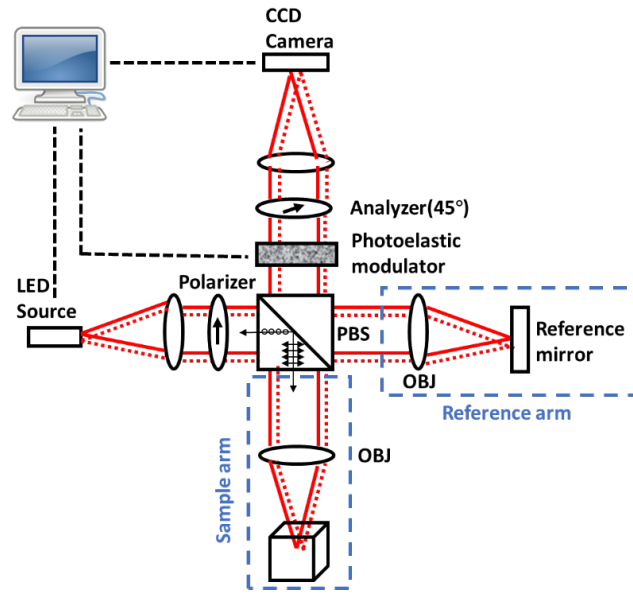 CCD
Camera
Analyzer(45°)
Photoelastic
modulator
LED
Source
Polarizer
PBS
Reference
mirror
OBJ
Reference arm
Sample arm
OBJ